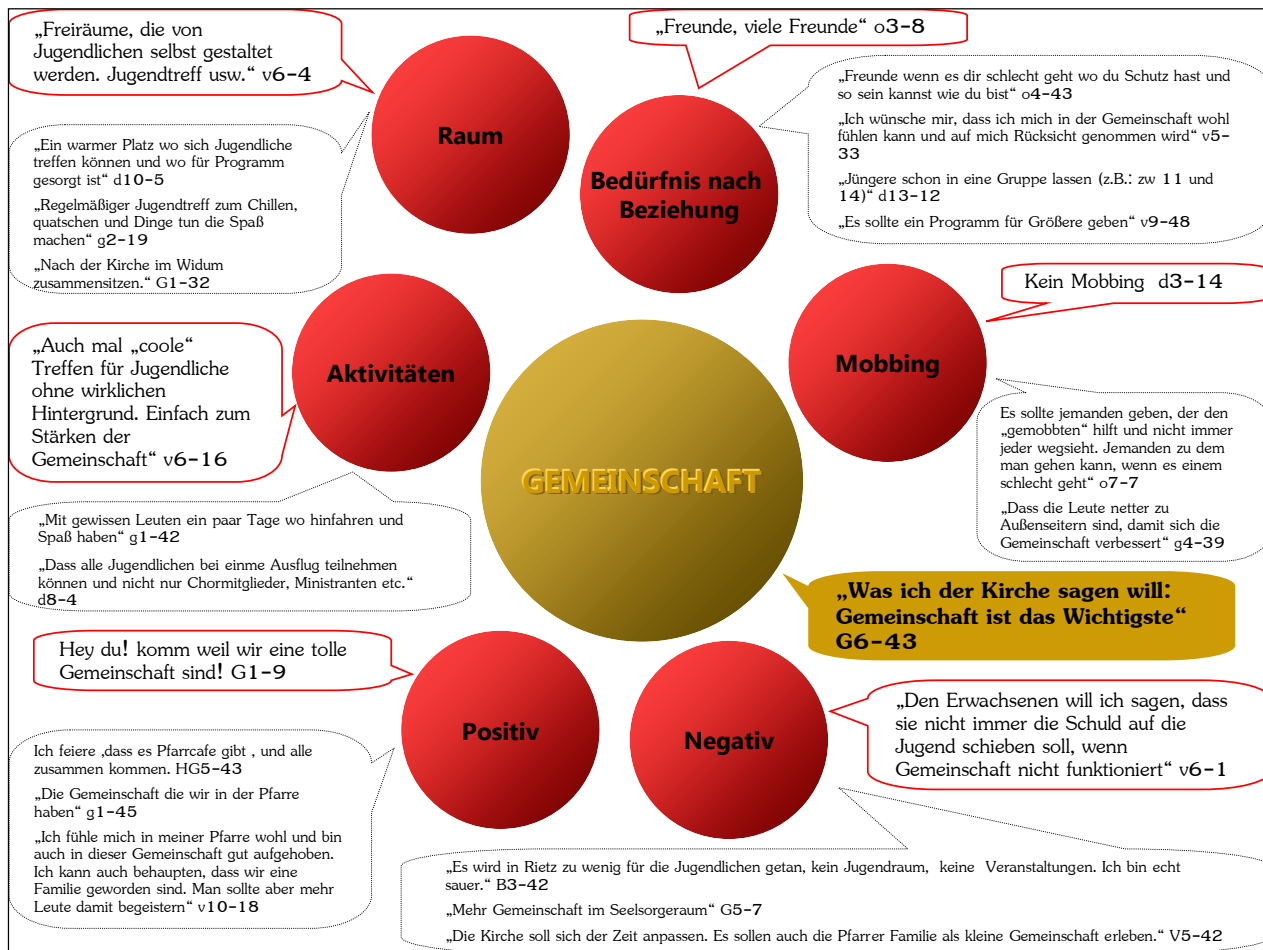 „Freiräume, die von
Jugendlichen selbst gestaltet
werden. Jugendtreff usw.“ v6-4
„Freunde, viele Freunde“ o3-8
Raum
„Ein warmer Platz wo sich Jugendliche
treffen können und wo für Programm
gesorgt ist“ d10-5
„Regelmäßiger Jugendtreff zum Chillen,
quatschen und Dinge tun die Spaß
machen“ g2-19
„Nach der Kirche im Widum
zusammensitzen.“ G1-32
Bedürfnis nach
Beziehung
„Freunde wenn es dir schlecht geht wo du Schutz hast und
so sein kannst wie du bist“ o4-43
„Ich wünsche mir, dass ich mich in der Gemeinschaft wohl
fühlen kann und auf mich Rücksicht genommen wird“ v5-
33
„Jüngere schon in eine Gruppe lassen (z.B.: zw 11 und
14)“ d13-12
„Es sollte ein Programm für Größere geben“ v9-48
Kein Mobbing d3-14
„Auch mal „coole“
Treffen für Jugendliche
ohne wirklichen
Hintergrund. Einfach zum
Stärken der
Gemeinschaft“ v6-16
Aktivitäten
Mobbing
Es sollte jemanden geben, der den
„gemobbten“ hilft und nicht immer
jeder wegsieht. Jemanden zu dem
man gehen kann, wenn es einem
schlecht geht“ o7-7
„Dass die Leute netter zu
Außenseitern sind, damit sich die
Gemeinschaft verbessert“ g4-39
GEMEINSCHAFT
„Mit gewissen Leuten ein paar Tage wo hinfahren und
Spaß haben“ g1-42
„Dass alle Jugendlichen bei einme Ausflug teilnehmen
können und nicht nur Chormitglieder, Ministranten etc.“
d8-4
„Was ich der Kirche sagen will:
Gemeinschaft ist das Wichtigste“
G6-43
Hey du! komm weil wir eine tolle
Gemeinschaft sind! G1-9
Positiv
Negativ
„Den Erwachsenen will ich sagen, dass
sie nicht immer die Schuld auf die
Jugend schieben soll, wenn
Gemeinschaft nicht funktioniert“ v6-1
Ich feiere ,dass es Pfarrcafe gibt , und alle
zusammen kommen. HG5-43
„Die Gemeinschaft die wir in der Pfarre
haben“ g1-45
„Ich fühle mich in meiner Pfarre wohl und bin
auch in dieser Gemeinschaft gut aufgehoben.
Ich kann auch behaupten, dass wir eine
Familie geworden sind. Man sollte aber mehr
Leute damit begeistern“ v10-18
„Es wird in Rietz zu wenig für die Jugendlichen getan, kein Jugendraum, keine Veranstaltungen. Ich bin echt
sauer.“ B3-42
„Mehr Gemeinschaft im Seelsorgeraum“ G5-7
„Die Kirche soll sich der Zeit anpassen. Es sollen auch die Pfarrer Familie als kleine Gemeinschaft erleben.“ V5-42